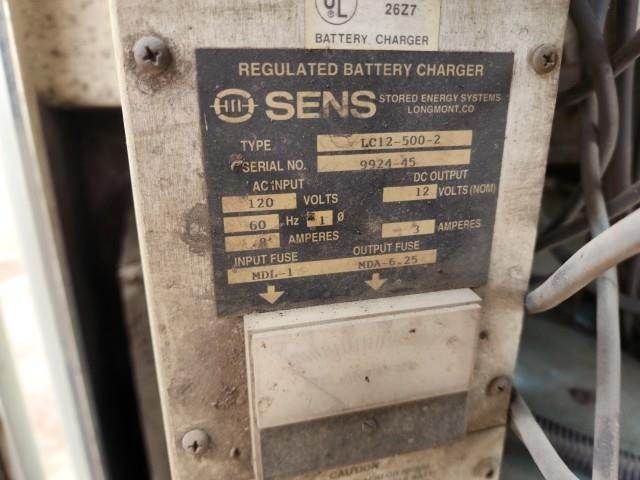 UL
26Z7
BATTERY CHARGER
REGULATED BATTERY CHARGER
SENS STORED ENERGY SYSTEMS
LONGMONT, CO
TYPE LC12-500-2
SERIAL NO. 9924-45
AC INPUT DC OUTPUT
120 VOLTS 12 VOLTS (NOM)
60 Hz 1 Ø
AMPERES 3 AMPERES
INPUT FUSE OUTPUT FUSE
MDL-1 MDA-6.25
CAUTION